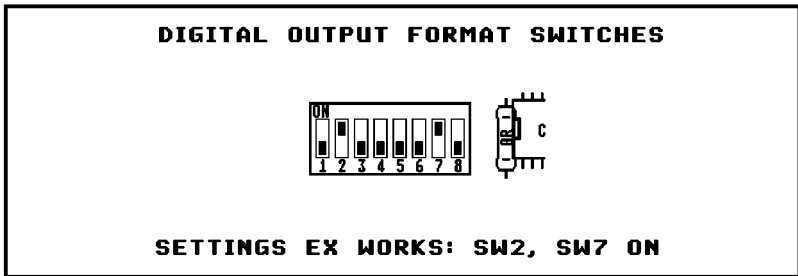 DIGITAL OUTPUT FORMAT SWITCHES
ON
1 2 3 4 5 6 7 8
AR
C
SETTINGS EX WORKS: SW2, SW7 ON